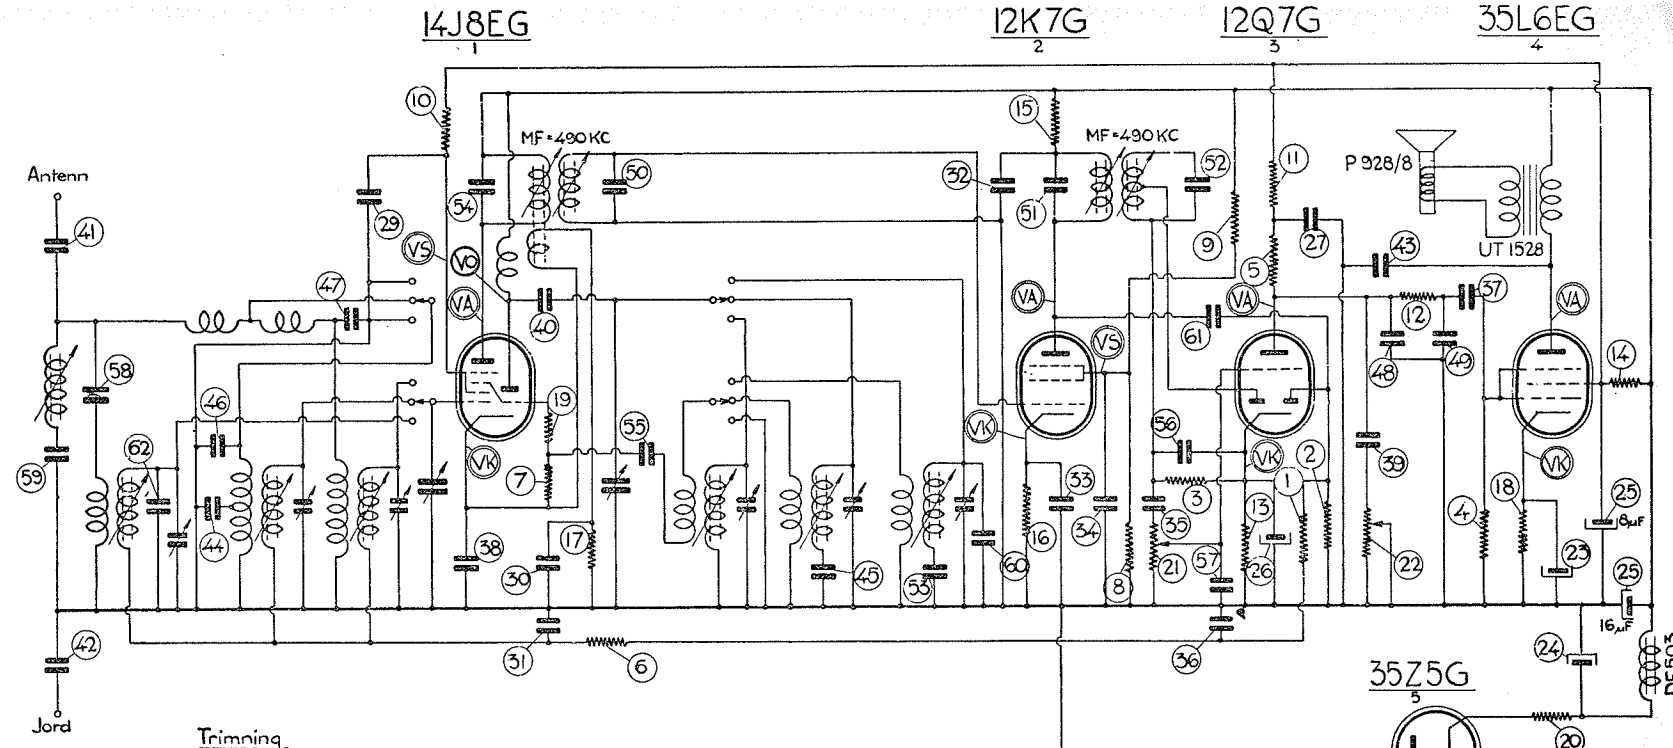 14J8EG
1
12K7G
2
12Q7G
3
35L6EG
4
10
15
MF=490KC
MF=490KC
11
P 928/8
Antenn
54
50
32
51
52
29
9
27
43
UT 1528
41
VS
VO
VA
5
47
40
VA
VA
37
VA
61
12
VS
48
49
14
58
46
19
55
VK
56
VK
2
1
39
VK
59
62
VK
7
33
34
3
4
18
25
8µF
44
17
35
13
16
57
26
22
23
38
30
45
53
60
8
21
25
16µF
42
31
6
36
24
35Z5G
5
20
Jord
Trimning